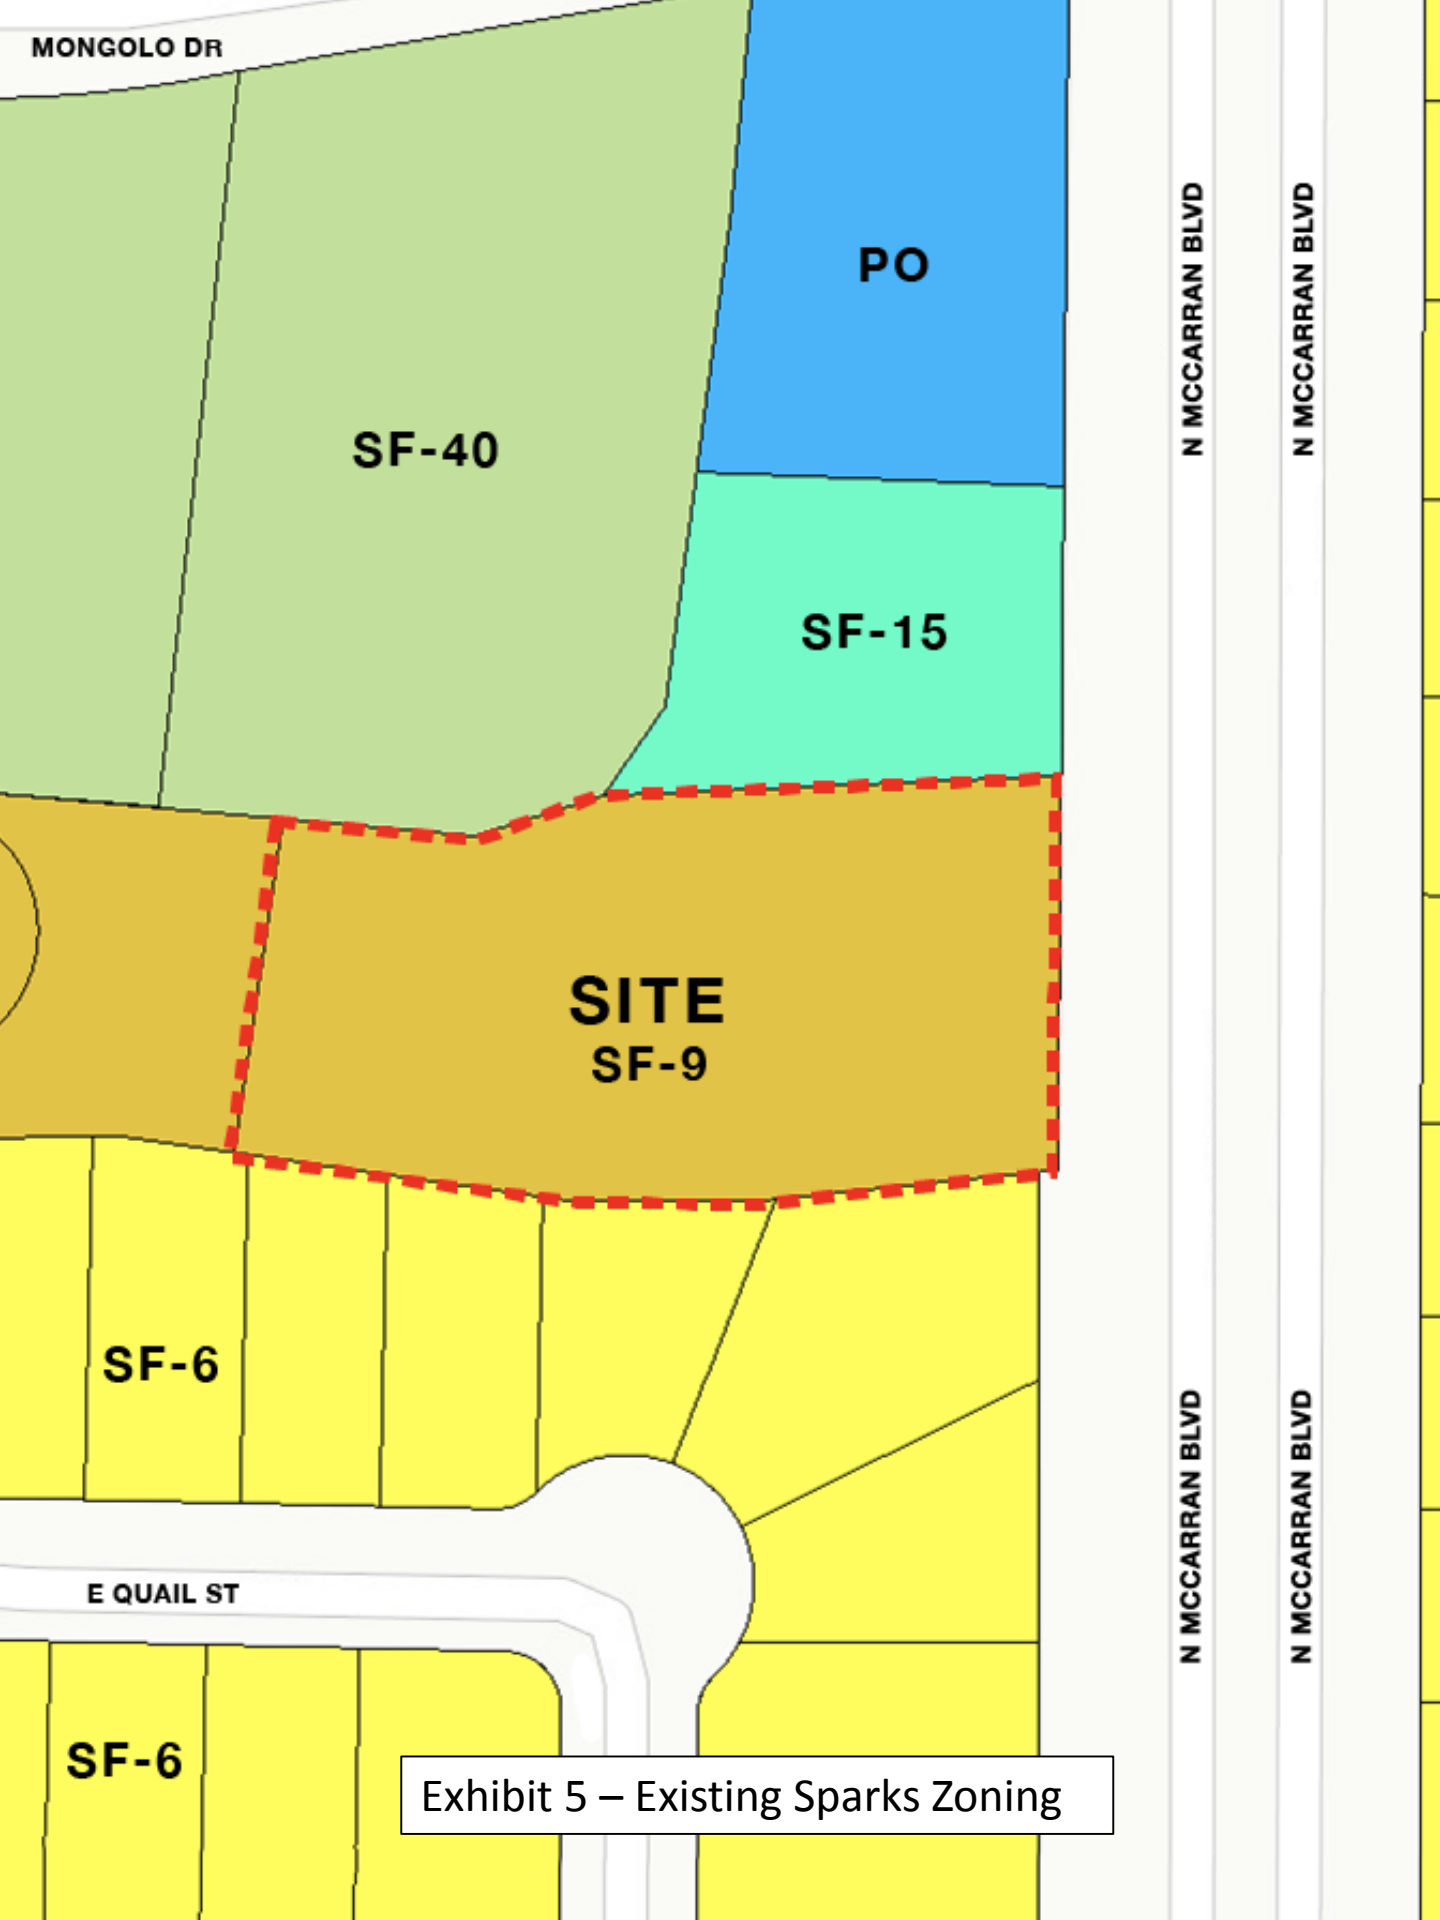 MONGOLO DR
PO
N MCCARRAN BLVD
N MCCARRAN BLVD
SF-40
SF-15
SITE
SF-9
SF-6
N MCCARRAN BLVD
N MCCARRAN BLVD
E QUAIL ST
SF-6
Exhibit 5 – Existing Sparks Zoning